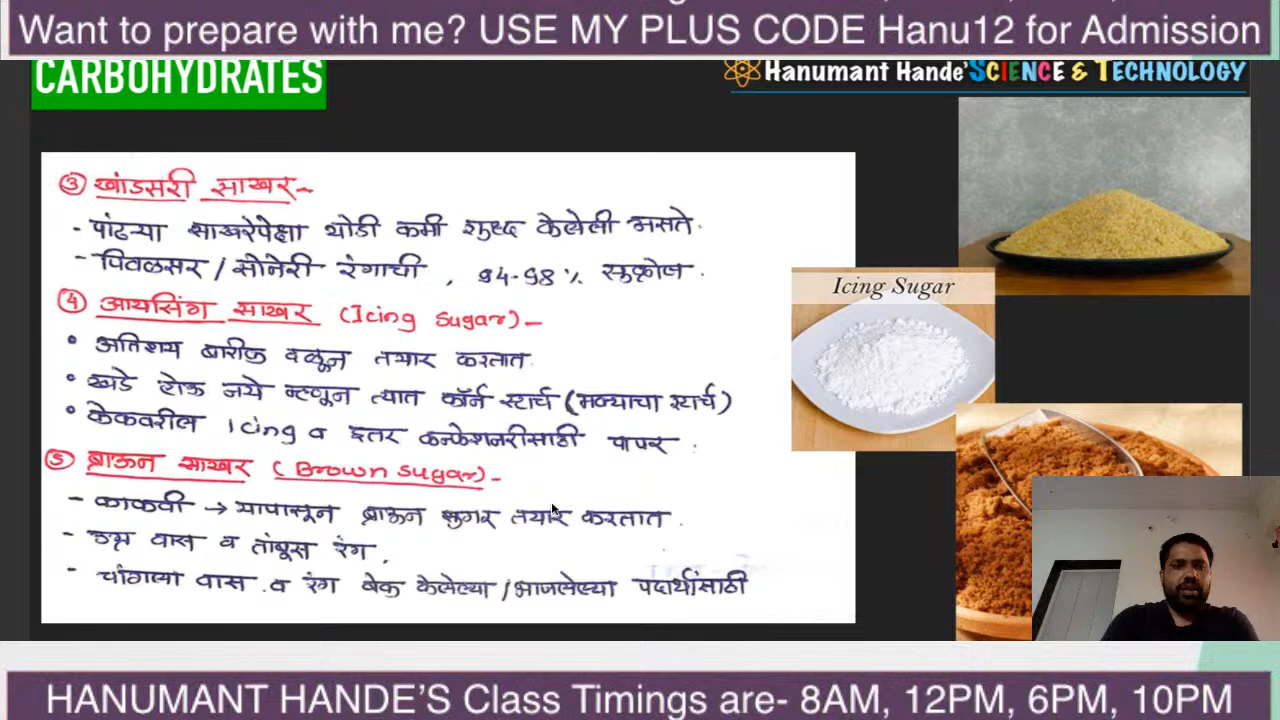 Want to prepare with me? USE MY PLUS CODE Hanu12 for Admission
CARBOHYDRATES
Hanumant Hande'SCIENCE & TECHNOLOGY
③ खांडसरी साखर-
- पांढऱ्या साखरेपेक्षा थोडी कमी शुध्द केलेली असते.
- पिवळसर / सोनेरी रंगाची , 94-98 % सुक्रोज .
④ आयसिंग साखर (Icing sugar) -
• अतिशय बारीक दळून तयार करतात.
• खडे होऊ नये म्हणून त्यात कॉर्न स्टार्च (मक्याचा स्टार्च)
• केकवरील Icing व इतर कन्फेशनरीसाठी वापर .
⑤ ब्राऊन साखर (Brown sugar) -
- काकवी → यापासून ब्राऊन सुगर तयार करतात .
- उग्र वास व तांबूस रंग .
- चांगला वास व रंग बेक केलेल्या / भाजलेल्या पदार्थांसाठी
Icing Sugar
HANUMANT HANDE'S Class Timings are- 8AM, 12PM, 6PM, 10PM